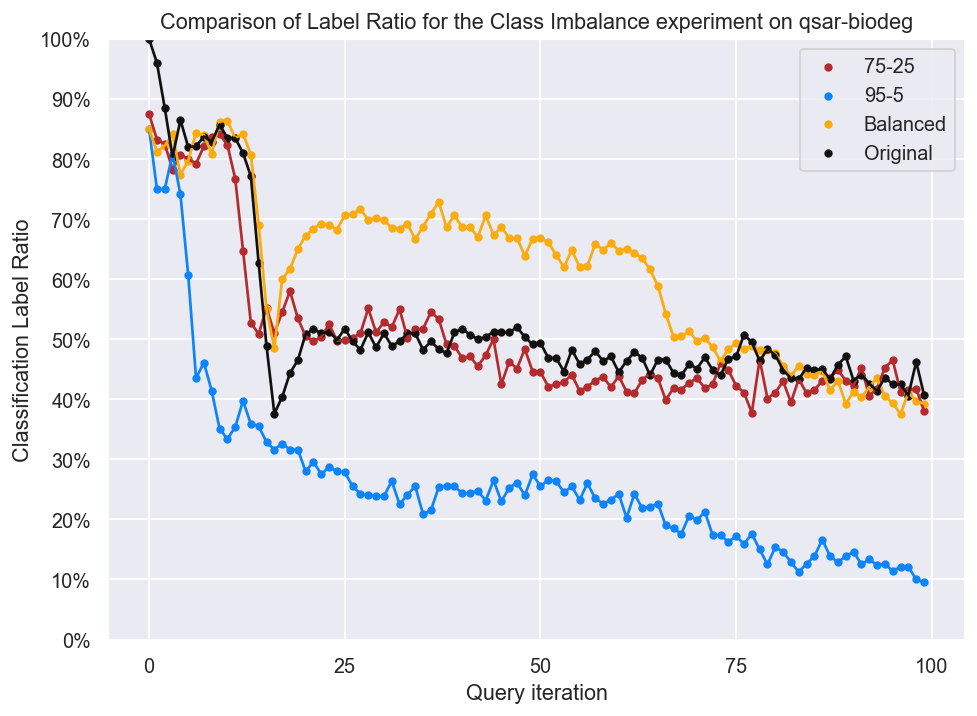 Comparison of Label Ratio for the Class Imbalance experiment on qsar-biodeg
100%
90%
80%
70%
60%
50%
40%
30%
20%
10%
0%
Classification Label Ratio
75-25
95-5
Balanced
Original
0 25 50 75 100
Query iteration